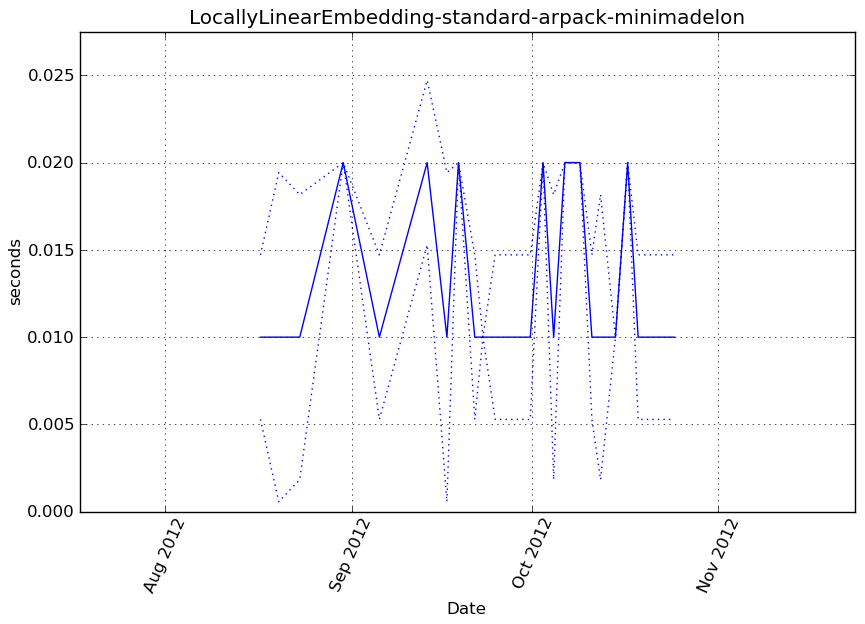 LocallyLinearEmbedding-standard-arpack-minimadelon
0.025
0.020
0.015
0.010
0.005
0.000
seconds
Aug 2012
Sep 2012
Oct 2012
Nov 2012
Date